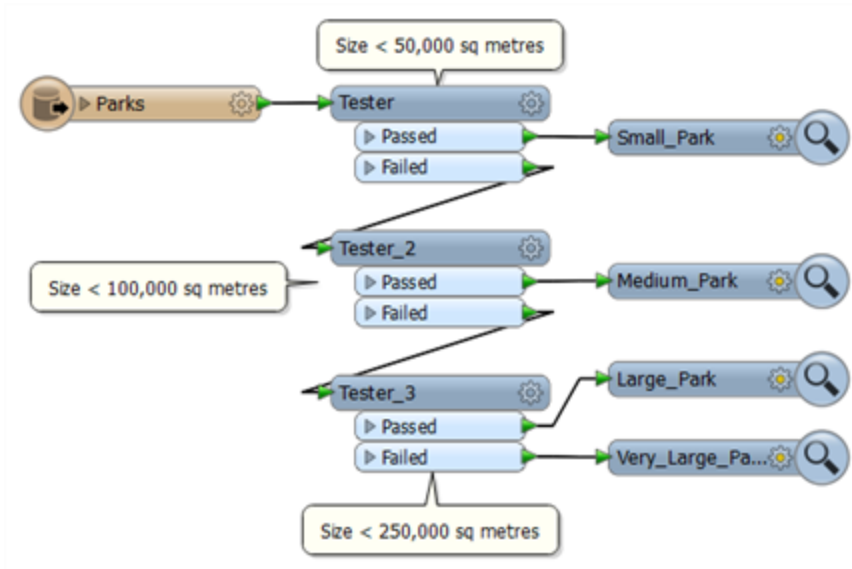 Size < 50,000 sq metres
Parks
Tester
Passed
Small_Park
Failed
Tester_2
Size < 100,000 sq metres
Passed
Medium_Park
Failed
Tester_3
Large_Park
Passed
Failed
Very_Large_Pa...
Size < 250,000 sq metres